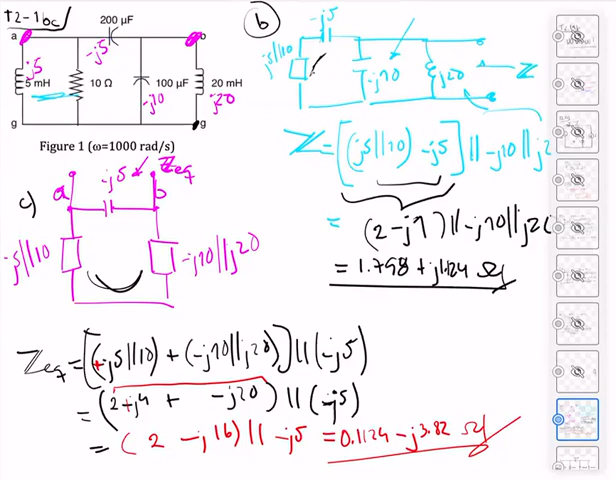 T2-1bc
200 µF
a
b
-j5
j5
5 mH
10 Ω
100 µF
-j10
20 mH
j20
g
g
Figure 1 (ω=1000 rad/s)
b
-j5
j5||10
-j10
j20
Z
Z = [(j5||10) -j5] || -j10 || j2
= (2-j1) || -j10 || j20
= 1.798 + j1.124 Ω
c)
a
-j5
b
Zeq
j5||10
-j10||j20
Zeq = [(+j5||10) + (-j10||j20)] || (-j5)
= (2+j4 + -j20) || (-j5)
= (2 -j16) || -j5 = 0.1124 - j3.82 Ω